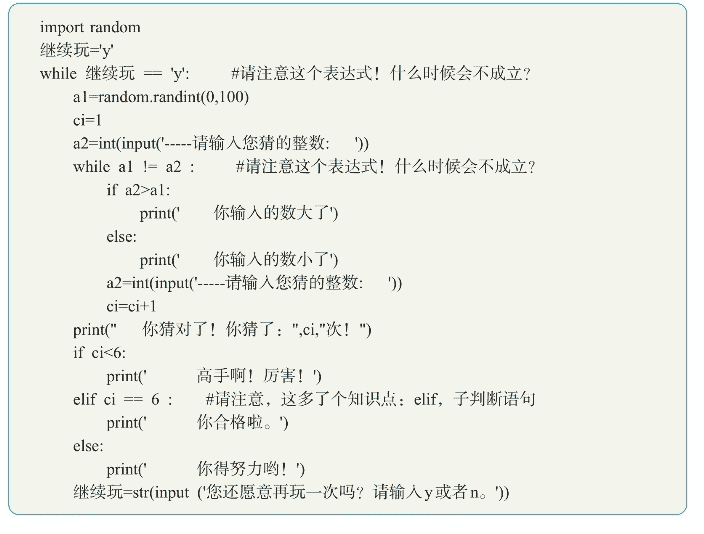 import random
继续玩='y'
while 继续玩 == 'y':    #请注意这个表达式！什么时候会不成立?
    a1=random.randint(0,100)
    ci=1
    a2=int(input('-----请输入您猜的整数:   '))
    while a1 != a2 :    #请注意这个表达式！什么时候会不成立?
        if a2>a1:
            print('    你输入的数大了')
        else:
            print('    你输入的数小了')
        a2=int(input('-----请输入您猜的整数:   '))
        ci=ci+1
    print("   你猜对了！你猜了：",ci,"次！")
    if ci<6:
        print('      高手啊！厉害！')
    elif ci == 6 :    #请注意，这多了个知识点：elif，子判断语句
        print('      你合格啦。')
    else:
        print('      你得努力哟！')
    继续玩=str(input ('您还愿意再玩一次吗？请输入y或者n。'))